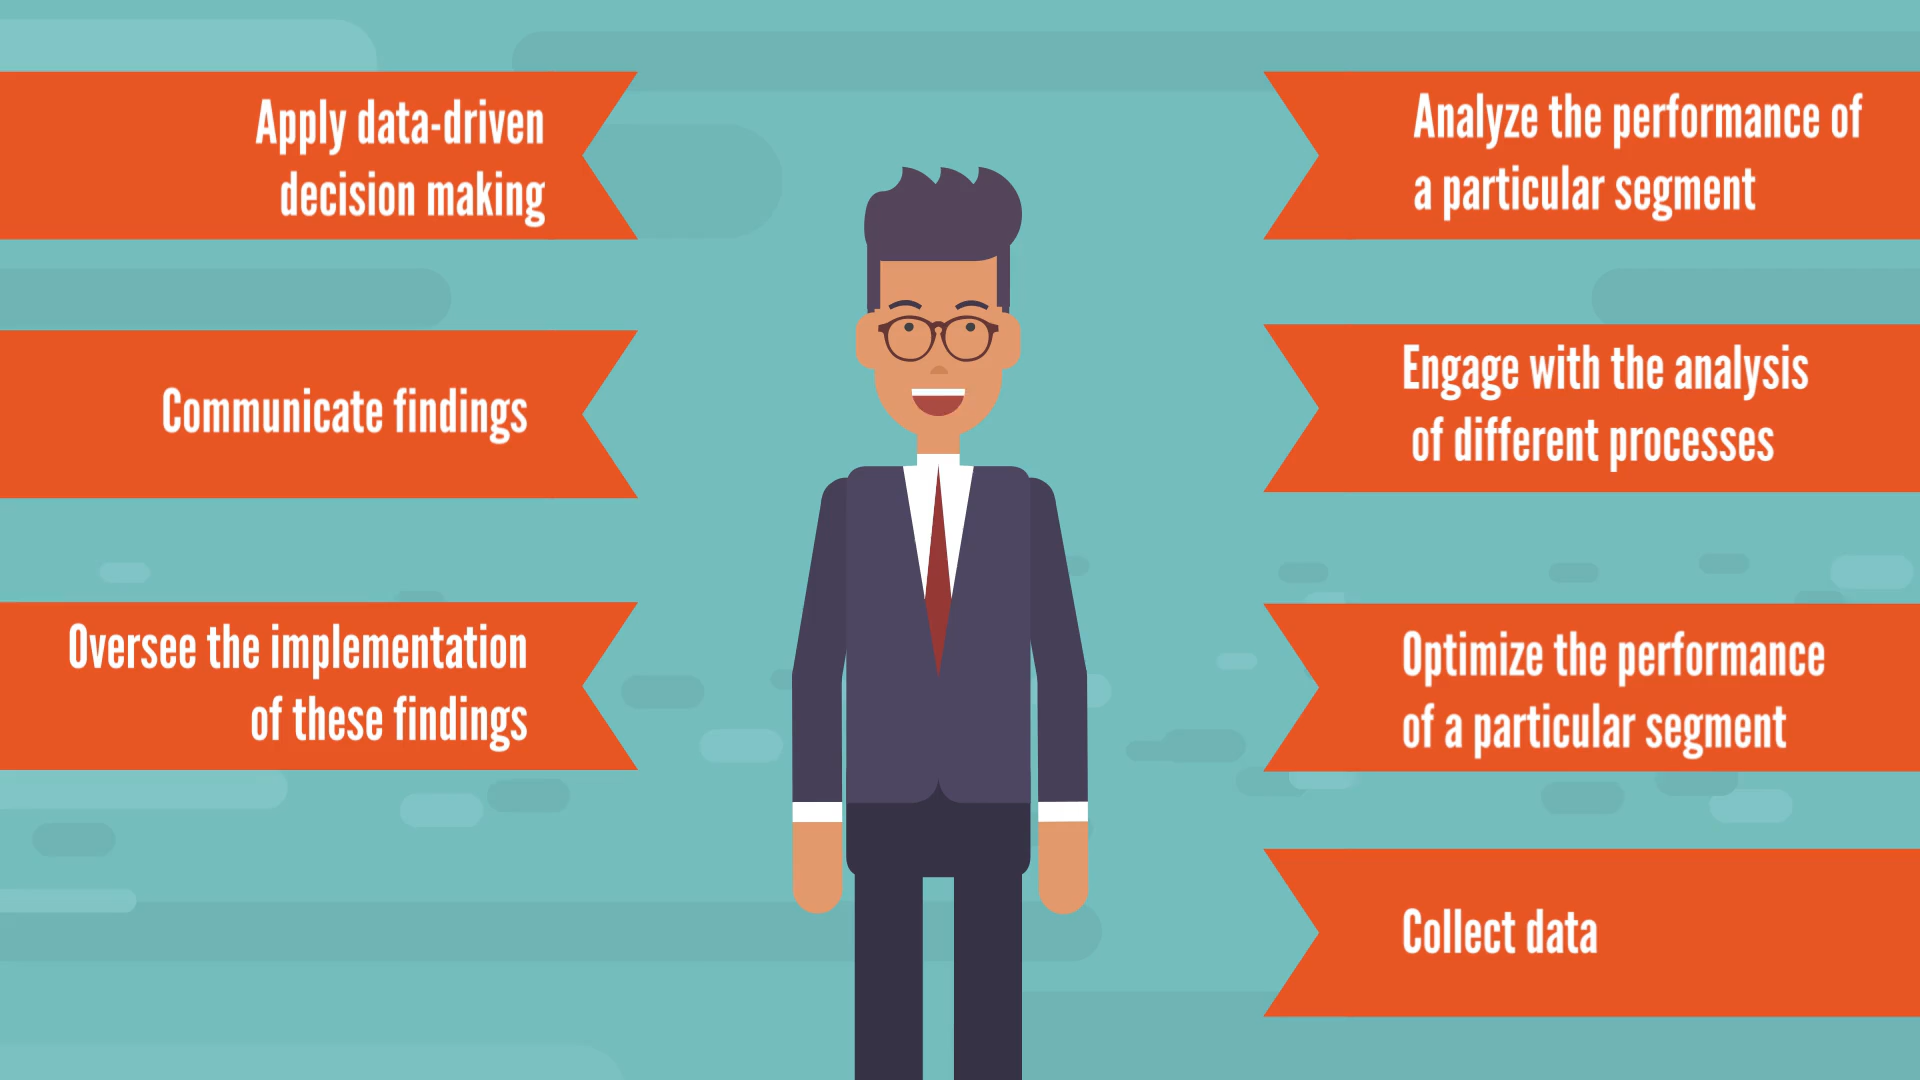 Apply data-driven
decision making
Communicate findings
Oversee the implementation
of these findings
Analyze the performance of
a particular segment
Engage with the analysis
of different processes
Optimize the performance
of a particular segment
Collect data